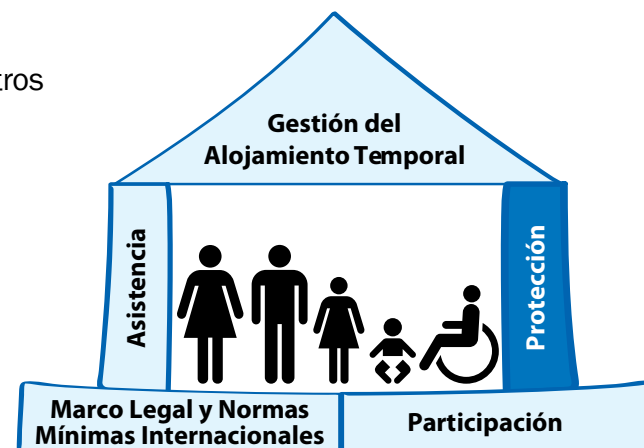 tros
Gestión del
Alojamiento Temporal
Asistencia
Protección
Marco Legal y Normas
Mínimas Internacionales
Participación